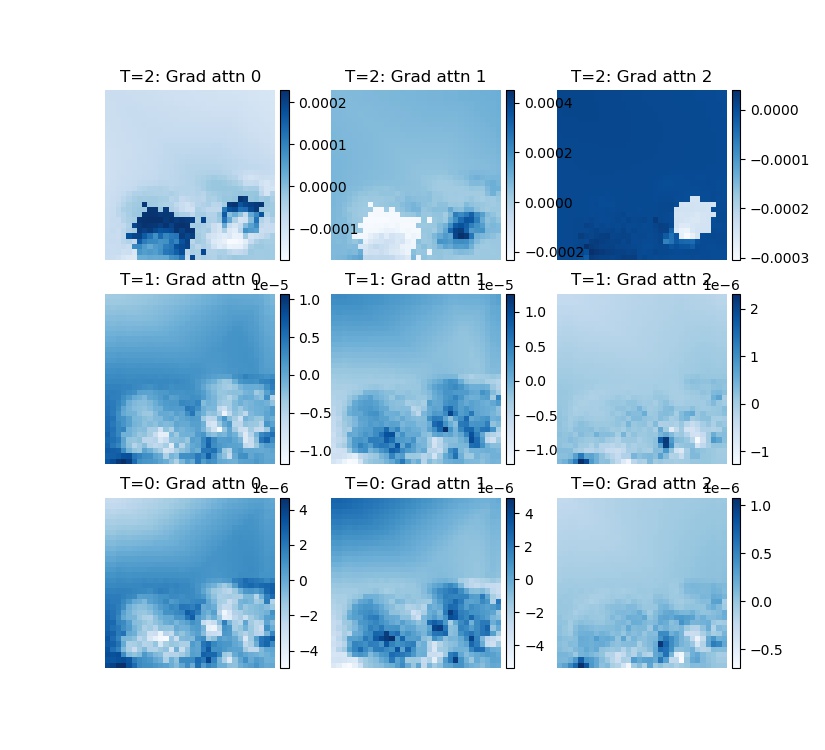 T=2: Grad attn 0
T=2: Grad attn 1
T=2: Grad attn 2
0.0002
0.0001
0.0000
−0.0001
0.0004
0.0002
0.0000
−0.0002
0.0000
−0.0001
−0.0002
−0.0003
T=1: Grad attn 0
1e−5
T=1: Grad attn 1
1e−5
T=1: Grad attn 2
1e−6
1.0
0.5
0.0
−0.5
−1.0
1.0
0.5
0.0
−0.5
−1.0
2
1
0
−1
T=0: Grad attn 0
1e−6
T=0: Grad attn 1
1e−6
T=0: Grad attn 2
1e−6
4
2
0
−2
−4
4
2
0
−2
−4
1.0
0.5
0.0
−0.5